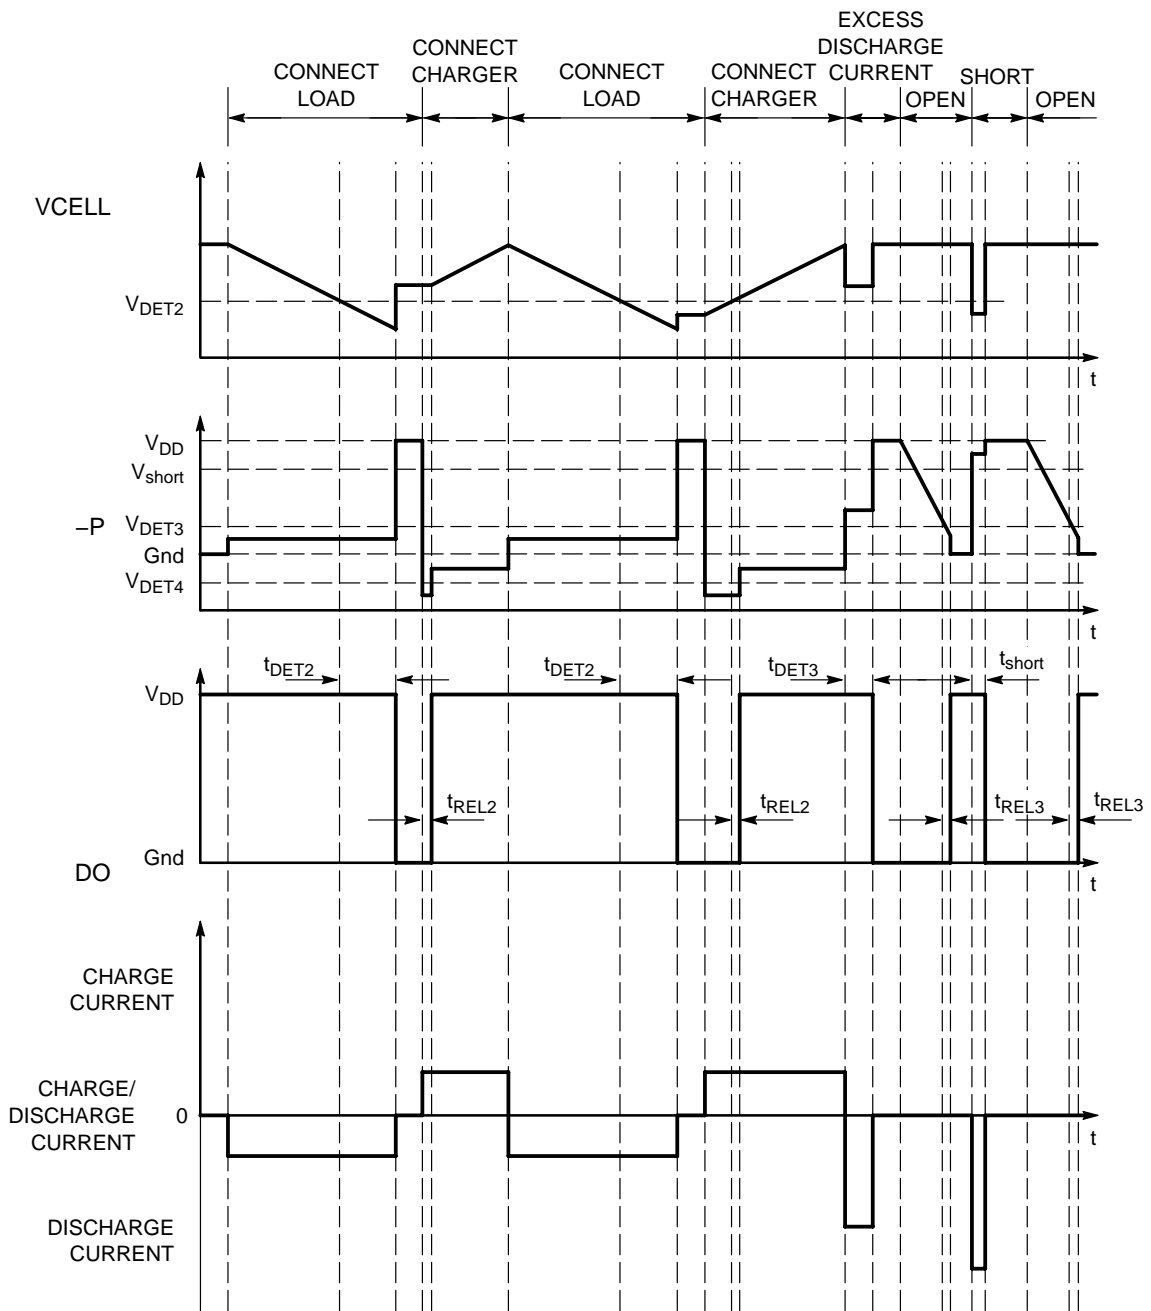 EXCESS
DISCHARGE
CURRENT
CONNECT
CHARGER
CONNECT
LOAD
CONNECT
LOAD
CONNECT
CHARGER
SHORT
OPEN
OPEN
VCELL
VDET2
t
VDD
Vshort
–P
VDET3
Gnd
VDET4
t
tDET2
tDET2
tDET3
tshort
VDD
tREL2
tREL2
tREL3
tREL3
Gnd
DO
t
CHARGE
CURRENT
CHARGE/
DISCHARGE
CURRENT
0
t
DISCHARGE
CURRENT